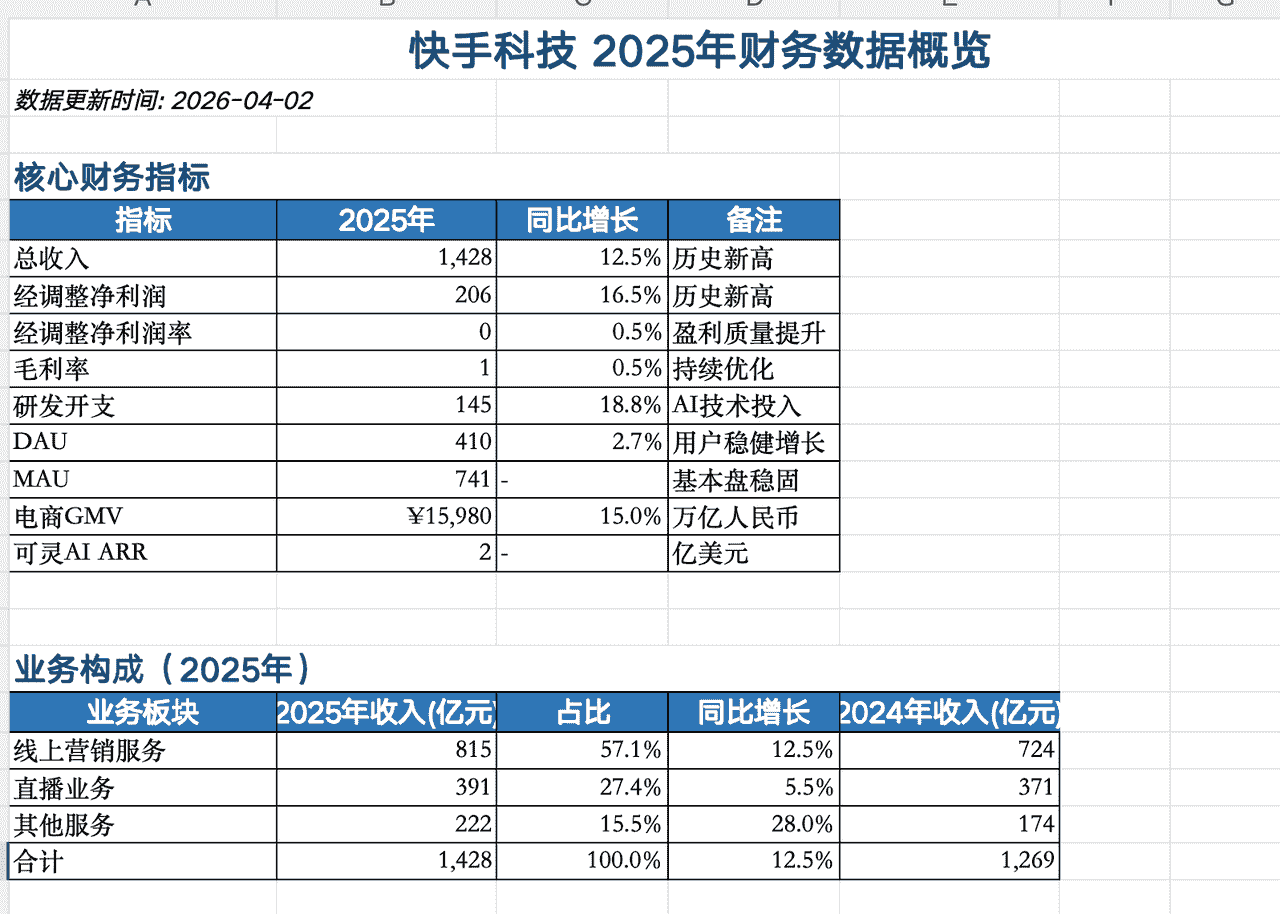 快手科技 2025年财务数据概览
数据更新时间: 2026-04-02
核心财务指标
指标 2025年 同比增长 备注
总收入 1,428 12.5% 历史新高
经调整净利润 206 16.5% 历史新高
经调整净利润率 0 0.5% 盈利质量提升
毛利率 1 0.5% 持续优化
研发开支 145 18.8% AI技术投入
DAU 410 2.7% 用户稳健增长
MAU 741 - 基本盘稳固
电商GMV ¥15,980 15.0% 万亿人民币
可灵AI ARR 2 - 亿美元
业务构成（2025年）
业务板块 2025年收入(亿元) 占比 同比增长 2024年收入(亿元)
线上营销服务 815 57.1% 12.5% 724
直播业务 391 27.4% 5.5% 371
其他服务 222 15.5% 28.0% 174
合计 1,428 100.0% 12.5% 1,269